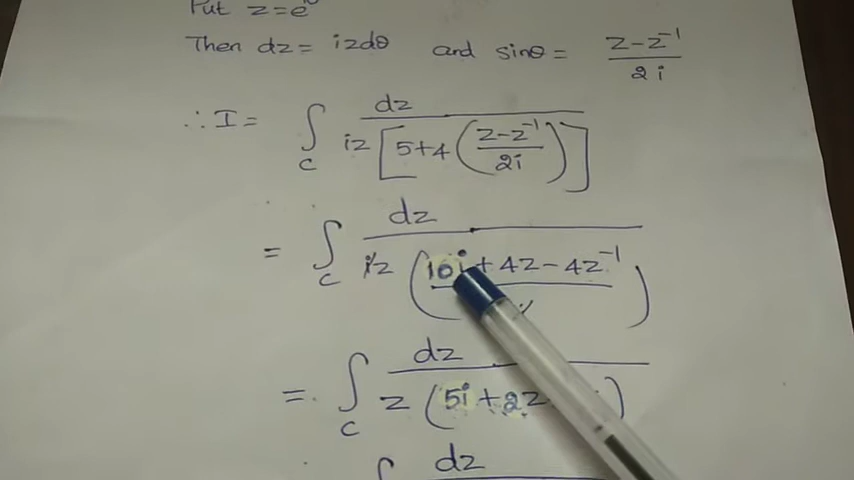 Put z=e^iθ
Then dz = izdθ and sinθ = (z-z⁻¹)/2i
∴ I = ∫_C dz / iz[5+4((z-z⁻¹)/2i)]
= ∫_C dz / iz((10i+4z-4z⁻¹)/
= ∫_C dz / z(5i+2z
∫ dz